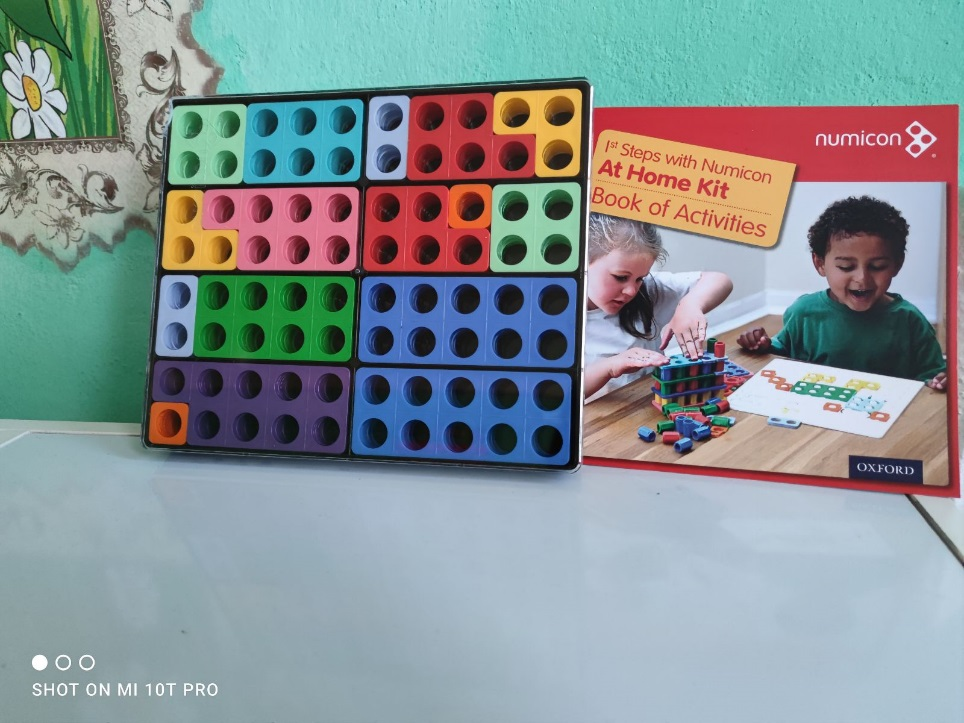 numicon
1st Steps with Numicon
At Home Kit
Book of Activities
OXFORD
SHOT ON MI 10T PRO